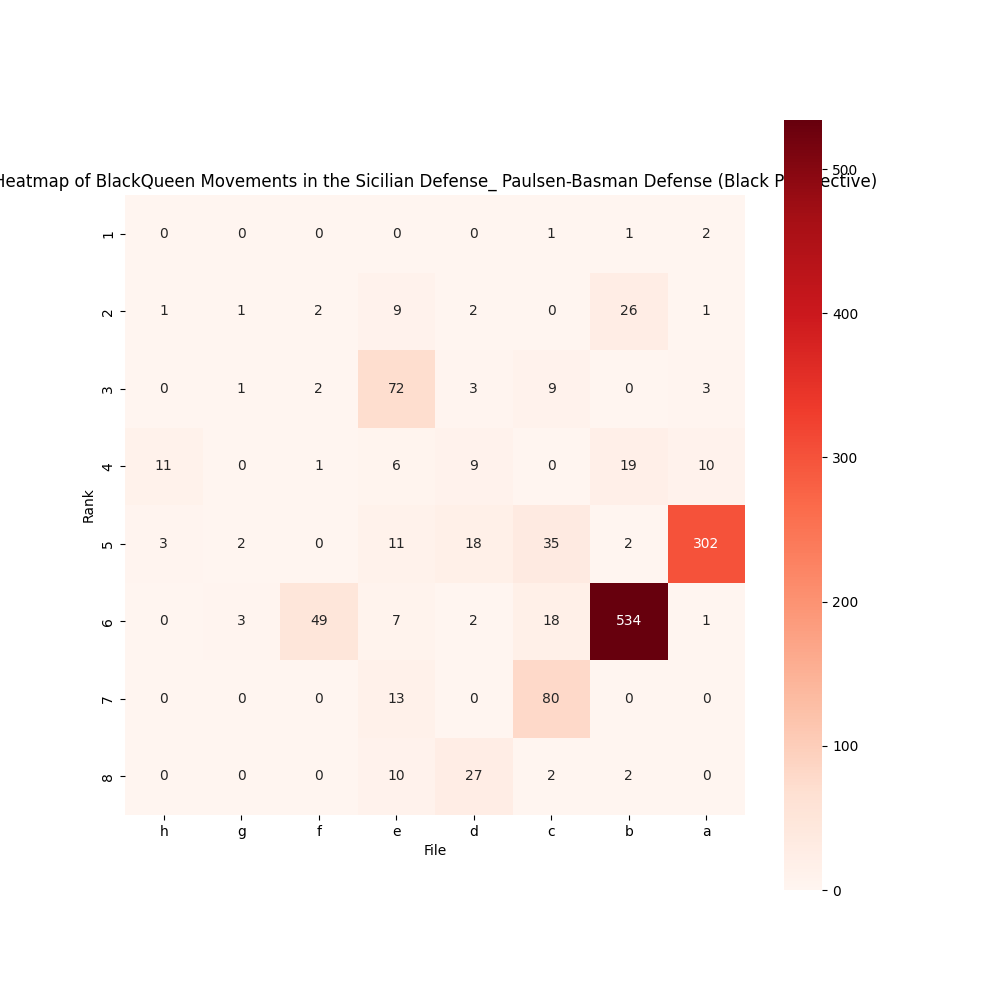 Heatmap of BlackQueen Movements in the Sicilian Defense_ Paulsen-Basman Defense (Black Perspective)
1 0 0 0 0 0 1 1 2
2 1 1 2 9 2 0 26 1
3 0 1 2 72 3 9 0 3
4 11 0 1 6 9 0 19 10
5 3 2 0 11 18 35 2 302
6 0 3 49 7 2 18 534 1
7 0 0 0 13 0 80 0 0
8 0 0 0 10 27 2 2 0
h g f e d c b a
File
Rank
500
400
300
200
100
0